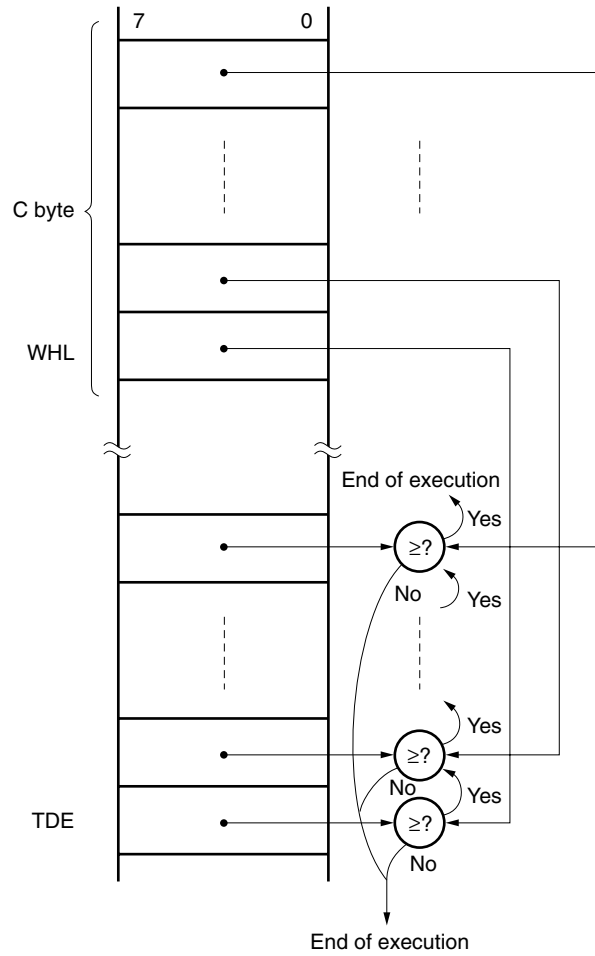 7 0
C byte
WHL
End of execution
Yes
≥?
No
Yes
Yes
≥?
No
Yes
TDE
≥?
No
End of execution